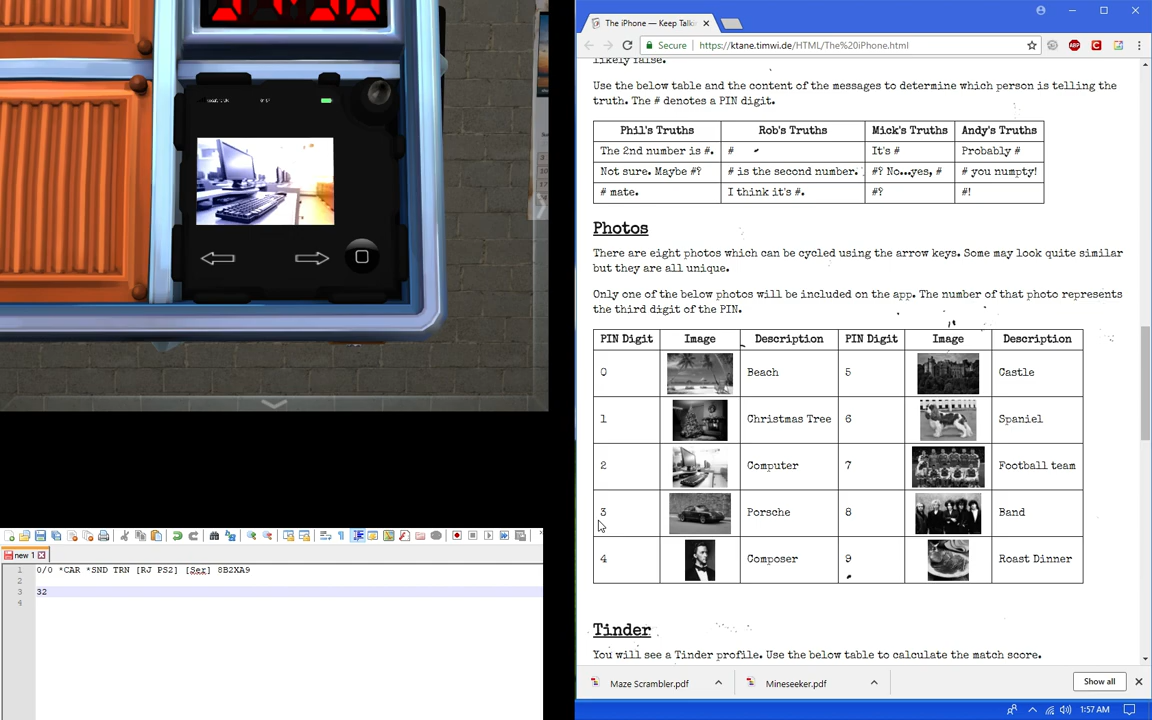 The iPhone — Keep Talki
Secure
https://ktane.timwi.de/HTML/The%20iPhone.html
likely false.
Use the below table and the content of the messages to determine which person is telling the
truth. The # denotes a PIN digit.
Phil's Truths Rob's Truths Mick's Truths Andy's Truths
The 2nd number is #. # It's # Probably #
Not sure. Maybe #? # is the second number. #? No...yes, # # you numpty!
# mate. I think it's #. #? #!
Photos
There are eight photos which can be cycled using the arrow keys. Some may look quite similar
but they are all unique.
Only one of the below photos will be included on the app. The number of that photo represents
the third digit of the PIN.
PIN Digit Image Description PIN Digit Image Description
0 Beach 5 Castle
1 Christmas Tree 6 Spaniel
2 Computer 7 Football team
3 Porsche 8 Band
4 Composer 9 Roast Dinner
Tinder
You will see a Tinder profile. Use the below table to calculate the match score.
Maze Scrambler.pdf Mineseeker.pdf Show all
1:57 AM
new 1
1 0/0 *CAR *SND TRN [RJ PS2] [Ser] 8B2XA9
2
3 32
4